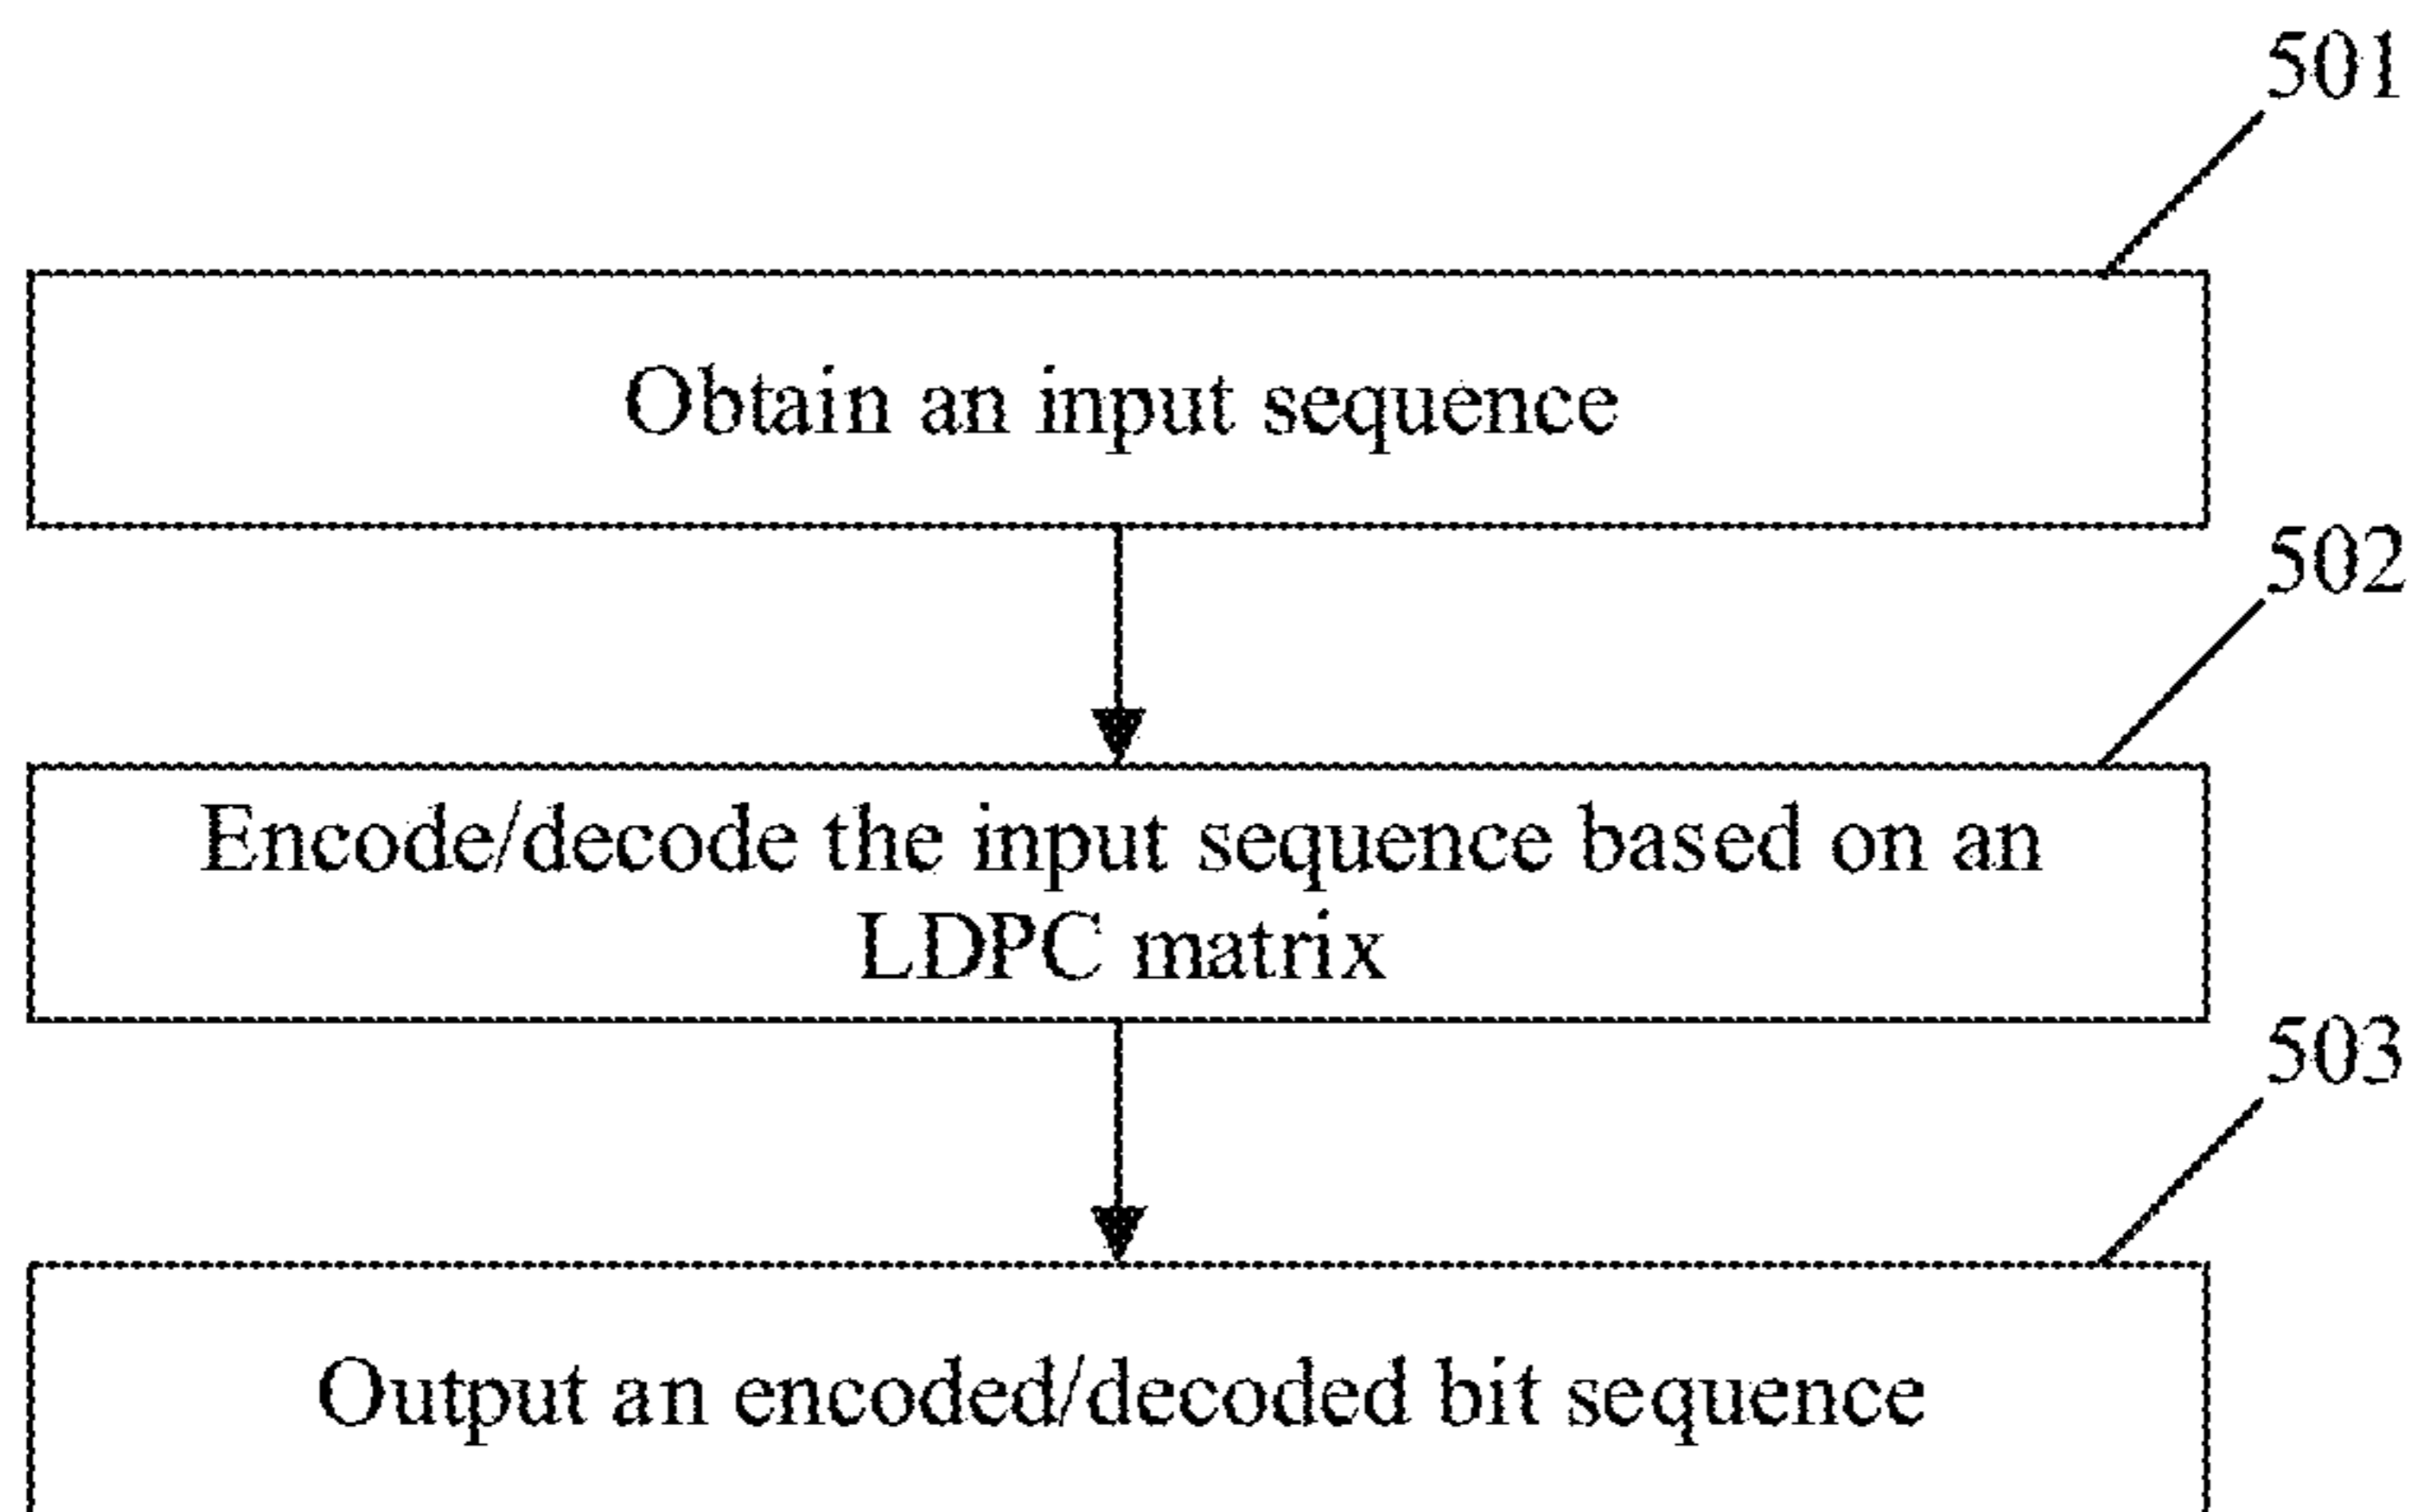 501
Obtain an input sequence
502
Encode/decode the input sequence based on an
LDPC matrix
503
Output an encoded/decoded bit sequence